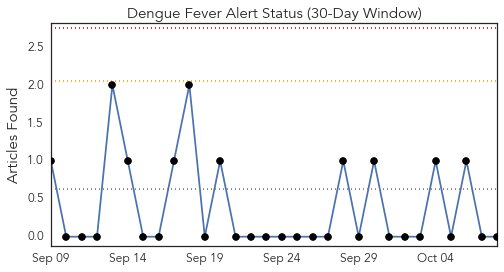 Dengue Fever Alert Status (30-Day Window)
Articles Found
2.5
2.0
1.5
1.0
0.5
0.0
Sep 09 Sep 14 Sep 19 Sep 24 Sep 29 Oct 04